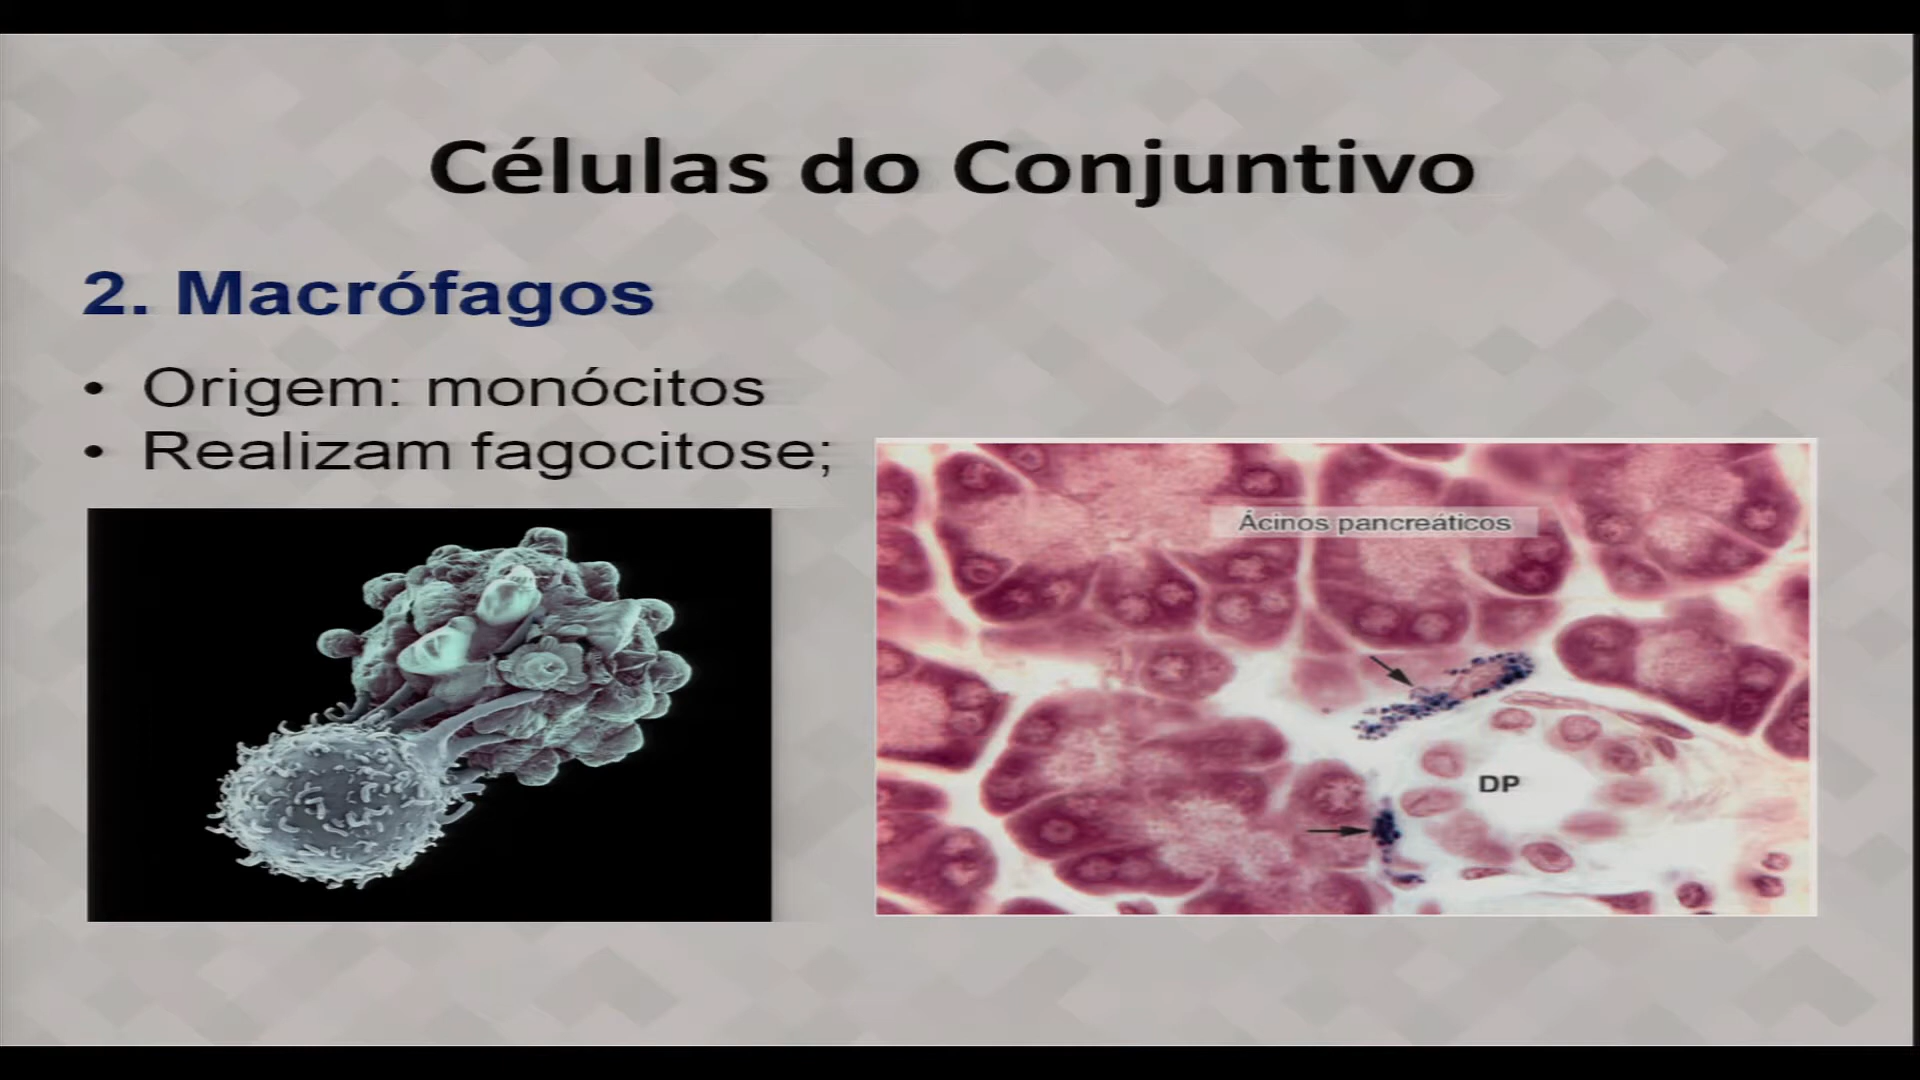 Células do Conjuntivo
2. Macrófagos
• Origem: monócitos
• Realizam fagocitose;
Ácinos pancreáticos
DP